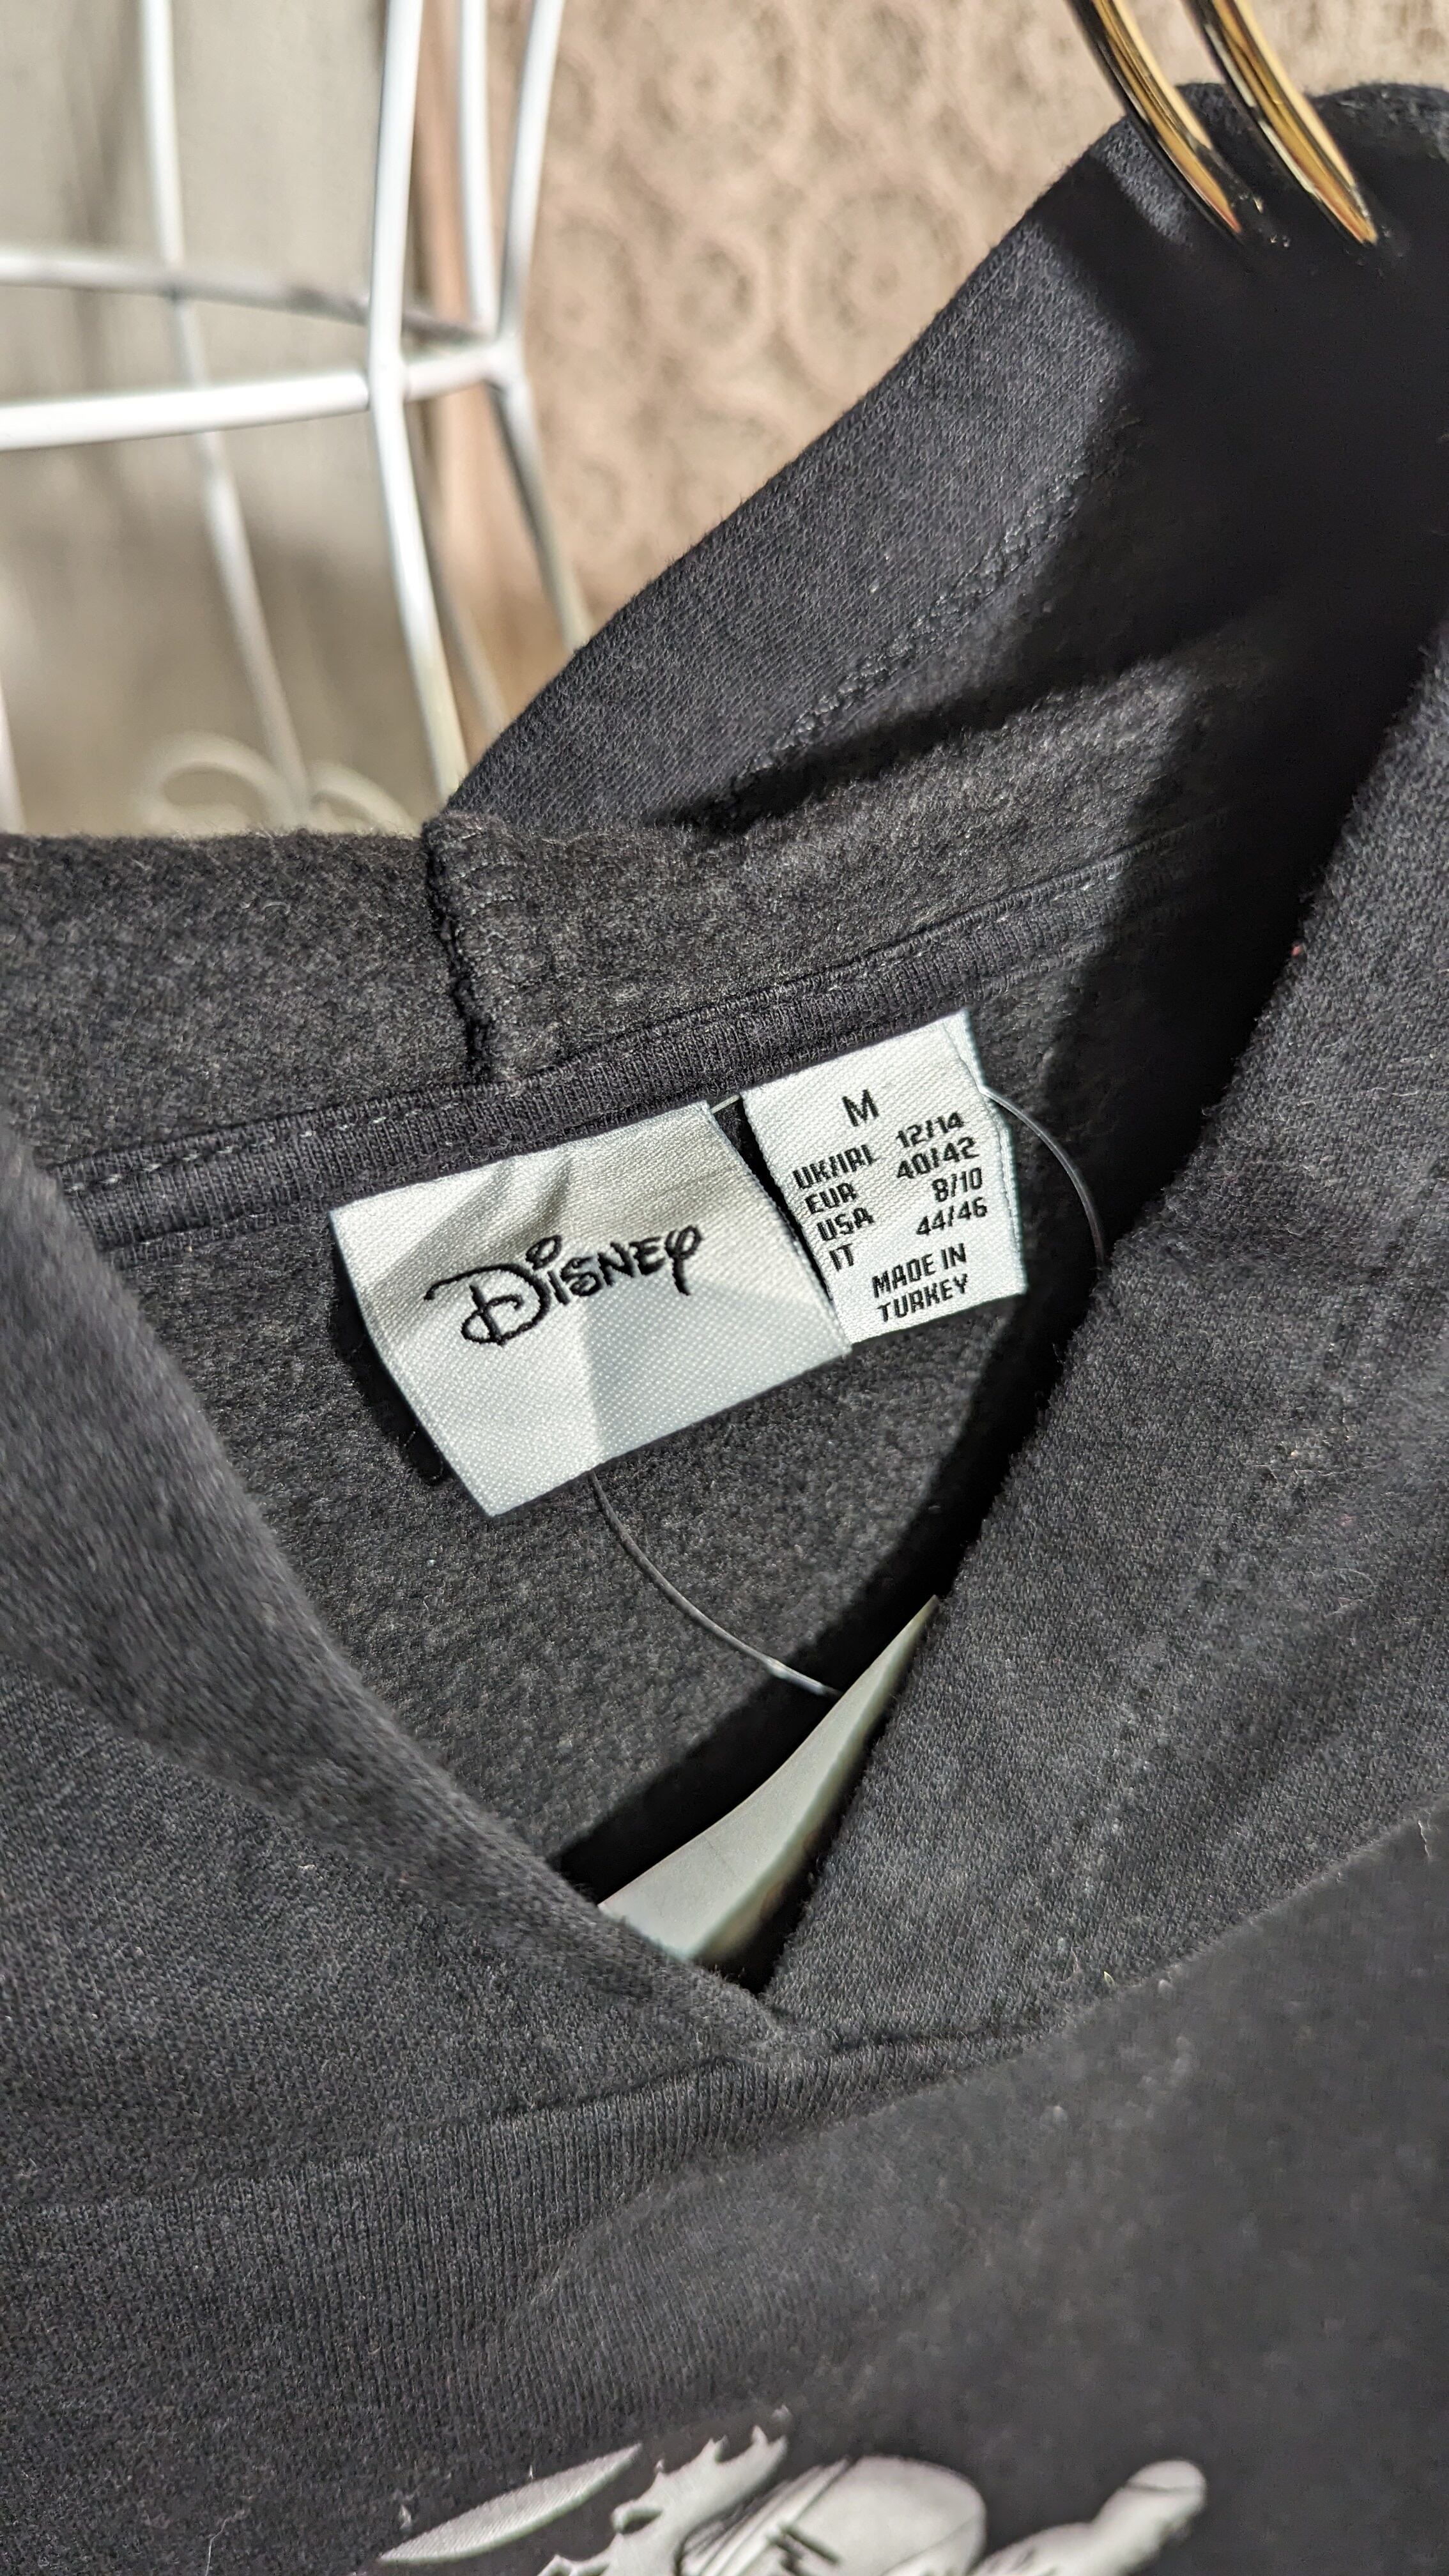 Disney
M
UK/IRL 12/14
EUR 40/42
USA 8/10
IT 44/46
MADE IN
TURKEY